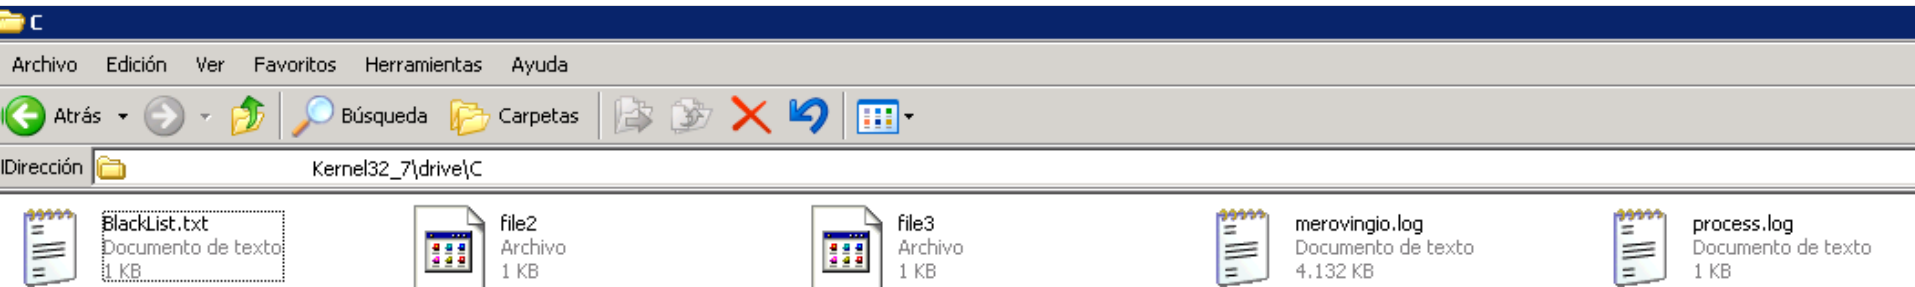 C
Archivo Edición Ver Favoritos Herramientas Ayuda
Atrás Búsqueda Carpetas
Dirección Kernel32_7\drive\C
BlackList.txt
Documento de texto
1 KB
file2
Archivo
1 KB
file3
Archivo
1 KB
merovingio.log
Documento de texto
4.132 KB
process.log
Documento de texto
1 KB